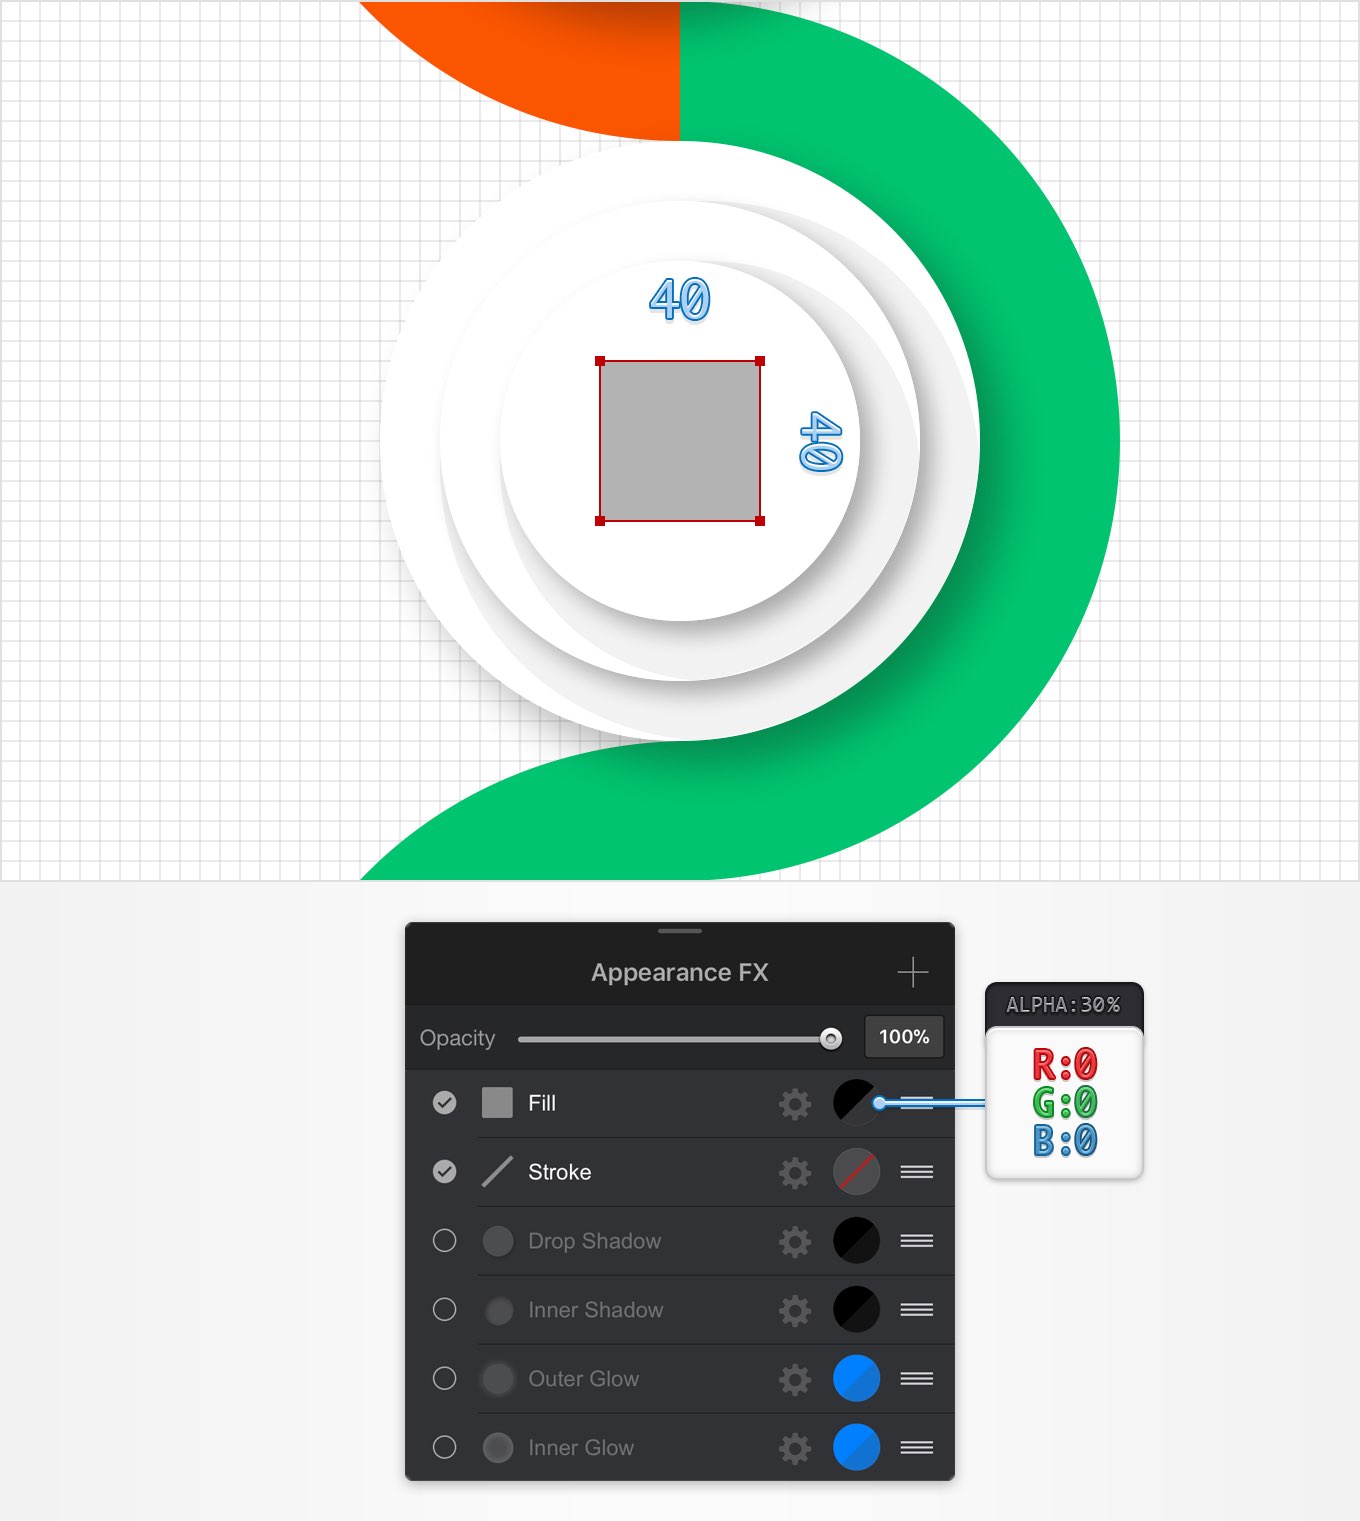 40
40
Appearance FX
Opacity
100%
Fill
Stroke
Drop Shadow
Inner Shadow
Outer Glow
Inner Glow
ALPHA:30%
R:0
G:0
B:0